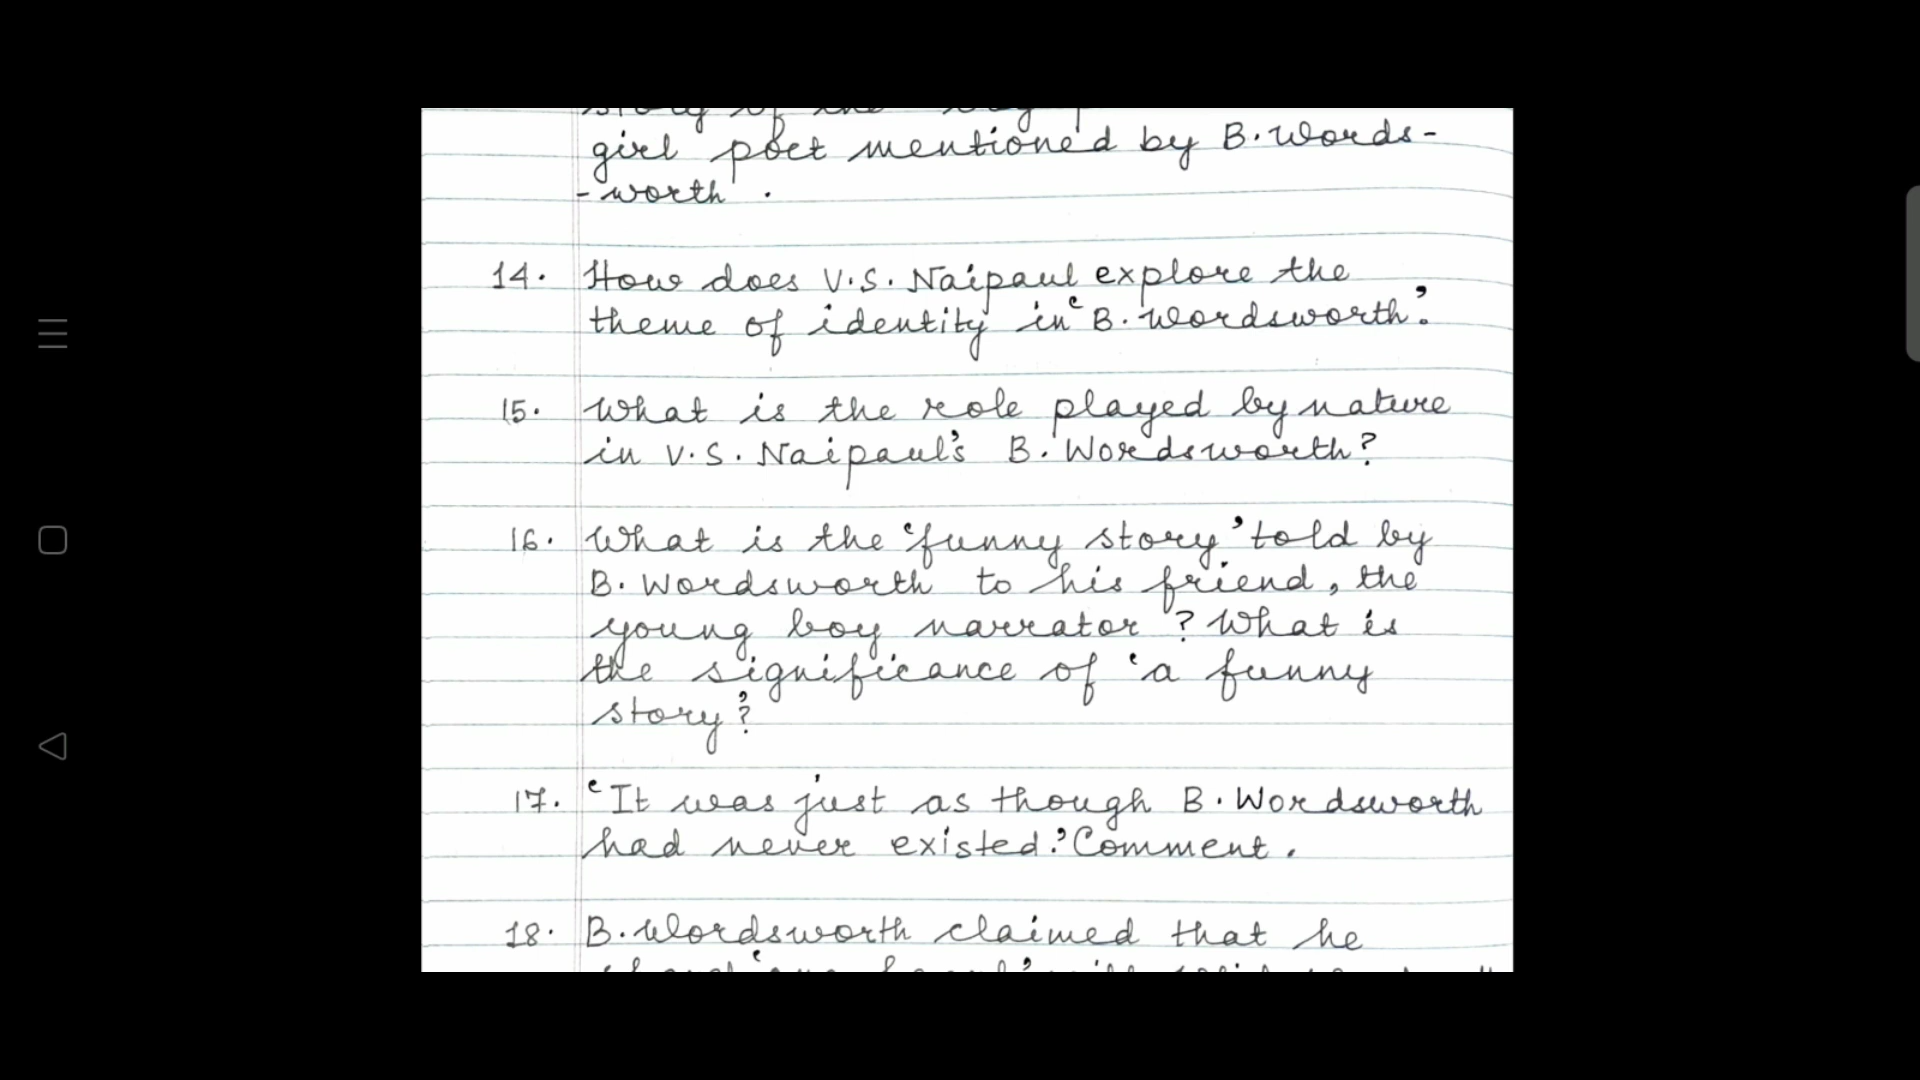 girl poet mentioned by B. Words-
- worth .
14. How does V.S. Naipaul explore the
theme of identity in 'B. Wordsworth'.
15. What is the role played by nature
in V.S. Naipaul's B. Wordsworth?
16. What is the 'funny story' told by
B. Wordsworth to his friend, the
young boy narrator ? What is
the significance of 'a funny
story'?
17. 'It was just as though B. Wordsworth
had never existed.' Comment.
18. B. Wordsworth claimed that he